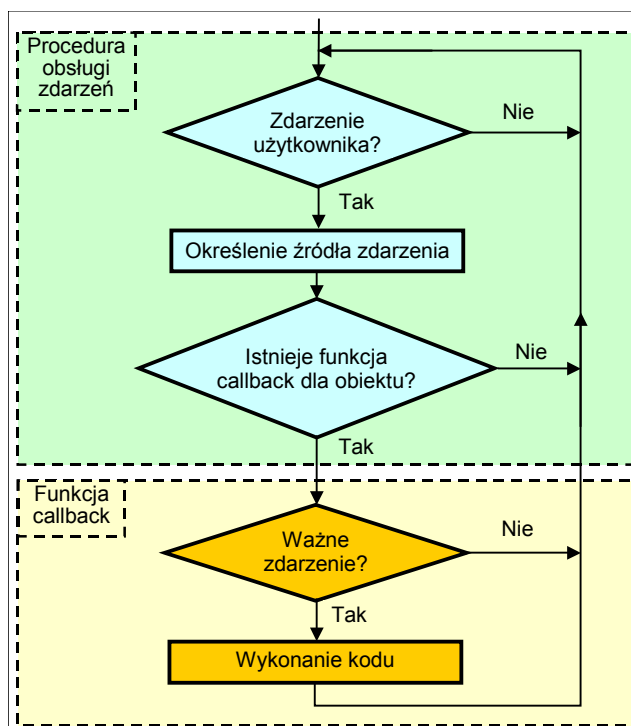 Procedura
obsługi
zdarzeń
Zdarzenie
użytkownika?
Nie
Tak
Określenie źródła zdarzenia
Istnieje funkcja
callback dla obiektu?
Nie
Tak
Funkcja
callback
Ważne
zdarzenie?
Nie
Tak
Wykonanie kodu